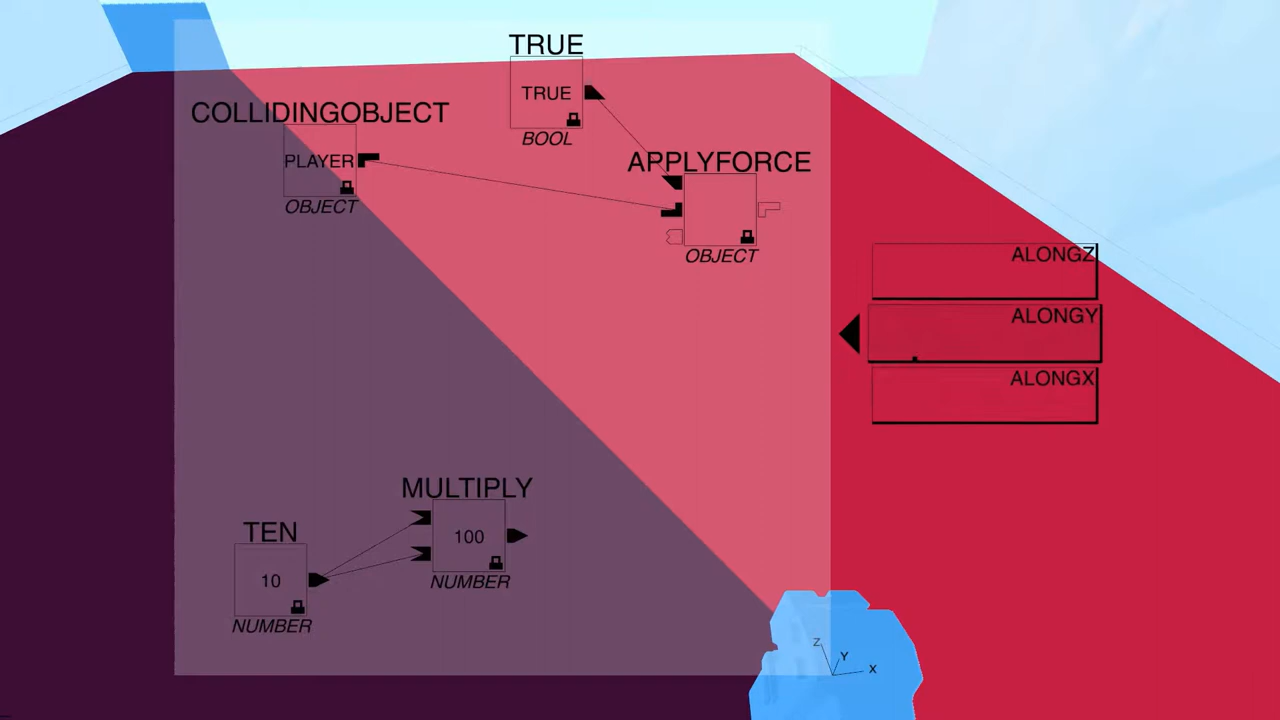 TRUE
TRUE
BOOL
COLLIDINGOBJECT
PLAYER
OBJECT
APPLYFORCE
OBJECT
ALONGZ
ALONGY
ALONGX
MULTIPLY
100
NUMBER
TEN
10
NUMBER
Z
Y
X